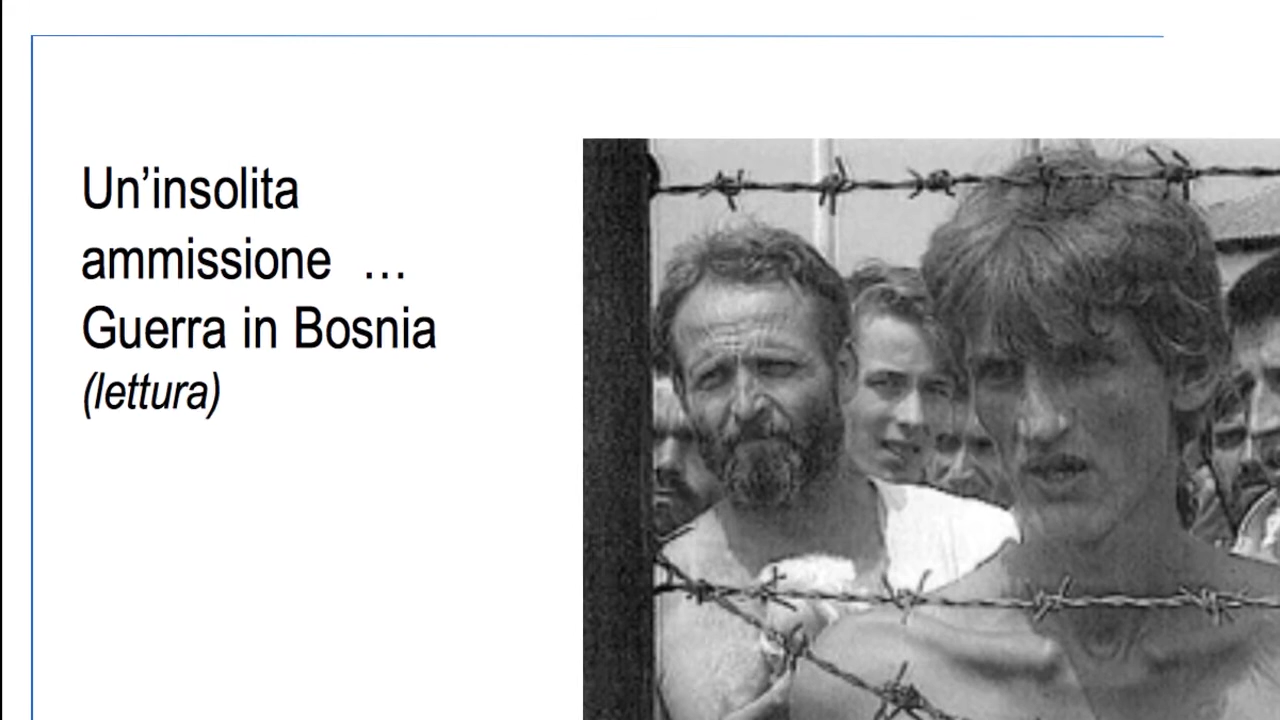 Un’insolita
ammissione …
Guerra in Bosnia
(lettura)